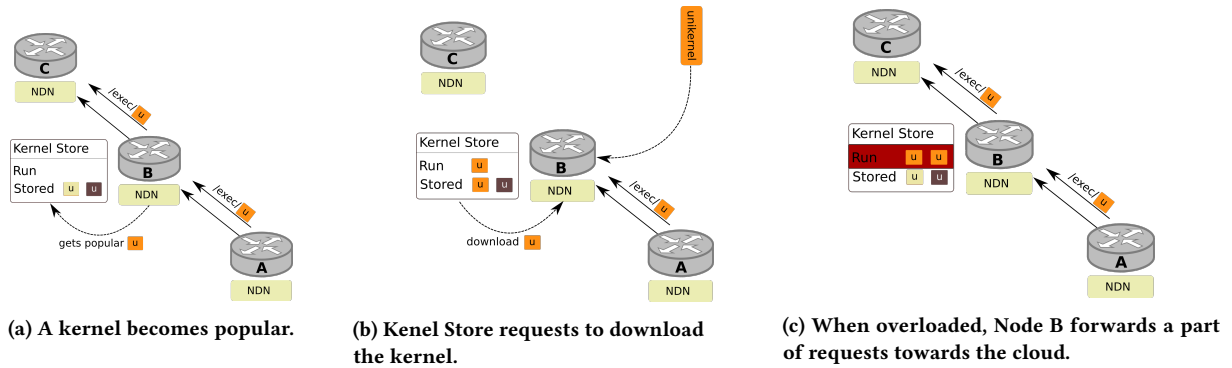 C
NDN
/exec/ u
Kernel Store
Run
Stored u u
B
NDN
gets popular u
/exec/ u
A
NDN
(a) A kernel becomes popular.
C
NDN
unikernel
Kernel Store
Run u
Stored u u
B
NDN
download u
/exec/ u
A
NDN
(b) Kenel Store requests to download
the kernel.
C
NDN
/exec/ u
Kernel Store
Run u u
Stored u u
B
NDN
/exec/ u
A
NDN
(c) When overloaded, Node B forwards a part
of requests towards the cloud.